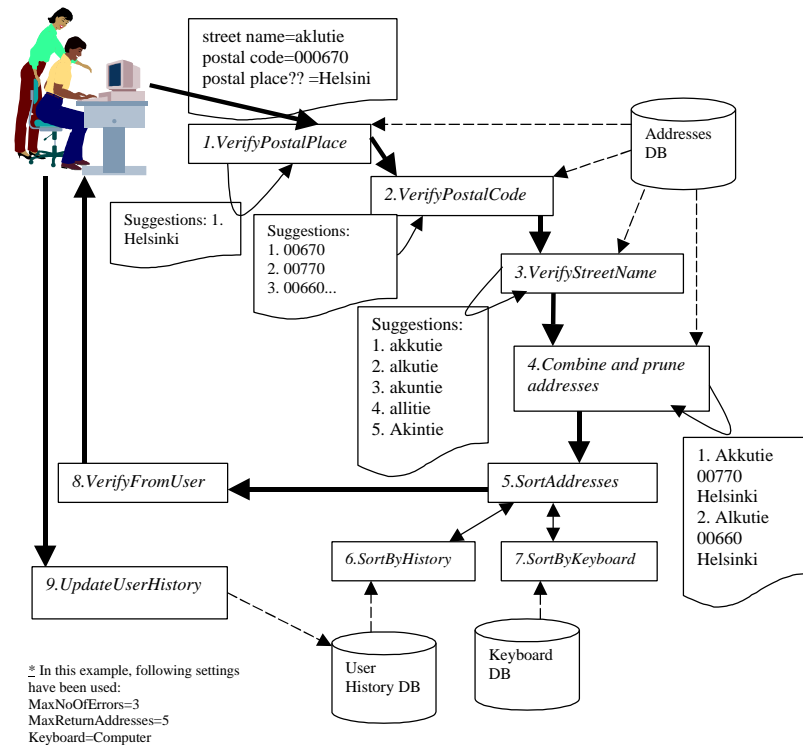 street name=aklutie
postal code=000670
postal place?? =Helsini
1.VerifyPostalPlace
Addresses
DB
2.VerifyPostalCode
Suggestions: 1.
Helsinki
Suggestions:
1. 00670
2. 00770
3. 00660...
3.VerifyStreetName
Suggestions:
1. akkutie
2. alkutie
3. akuntie
4. allitie
5. Akintie
4.Combine and prune
addresses
1. Akkutie
00770
Helsinki
2. Alkutie
00660
Helsinki
8.VerifyFromUser
5.SortAddresses
6.SortByHistory
7.SortByKeyboard
9.UpdateUserHistory
User
History DB
Keyboard
DB
* In this example, following settings
have been used:
MaxNoOfErrors=3
MaxReturnAddresses=5
Keyboard=Computer